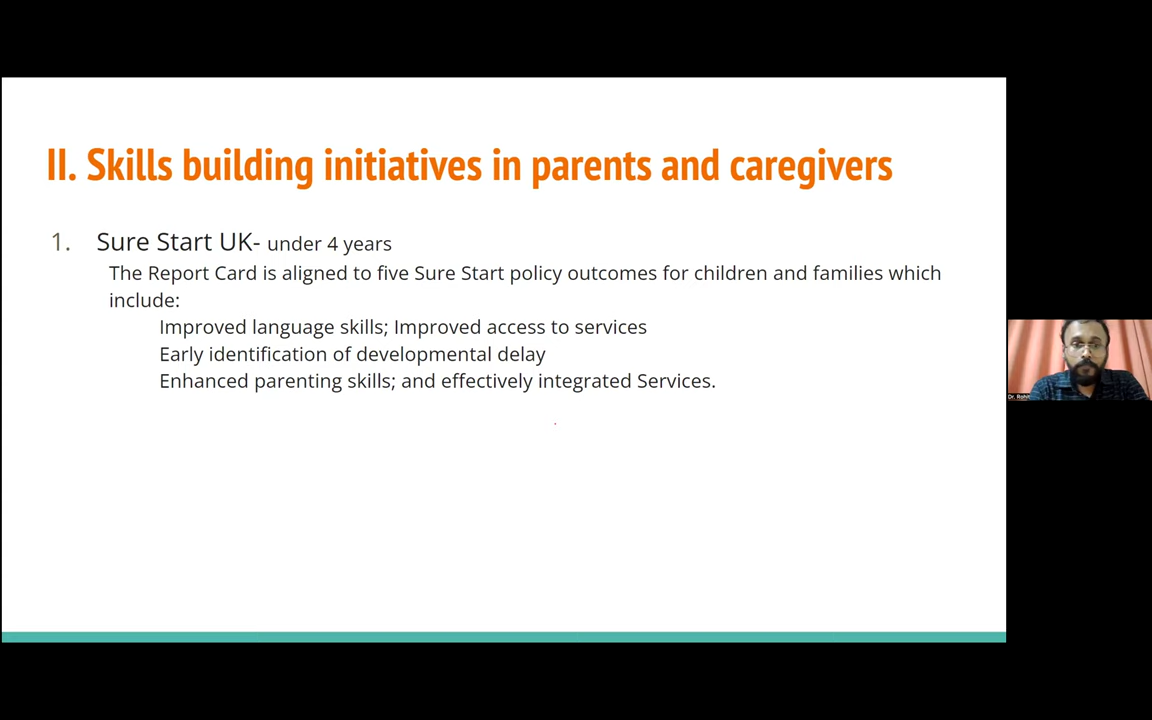 II. Skills building initiatives in parents and caregivers
1. Sure Start UK- under 4 years
The Report Card is aligned to five Sure Start policy outcomes for children and families which
include:
Improved language skills; Improved access to services
Early identification of developmental delay
Enhanced parenting skills; and effectively integrated Services.
Dr. Rohit